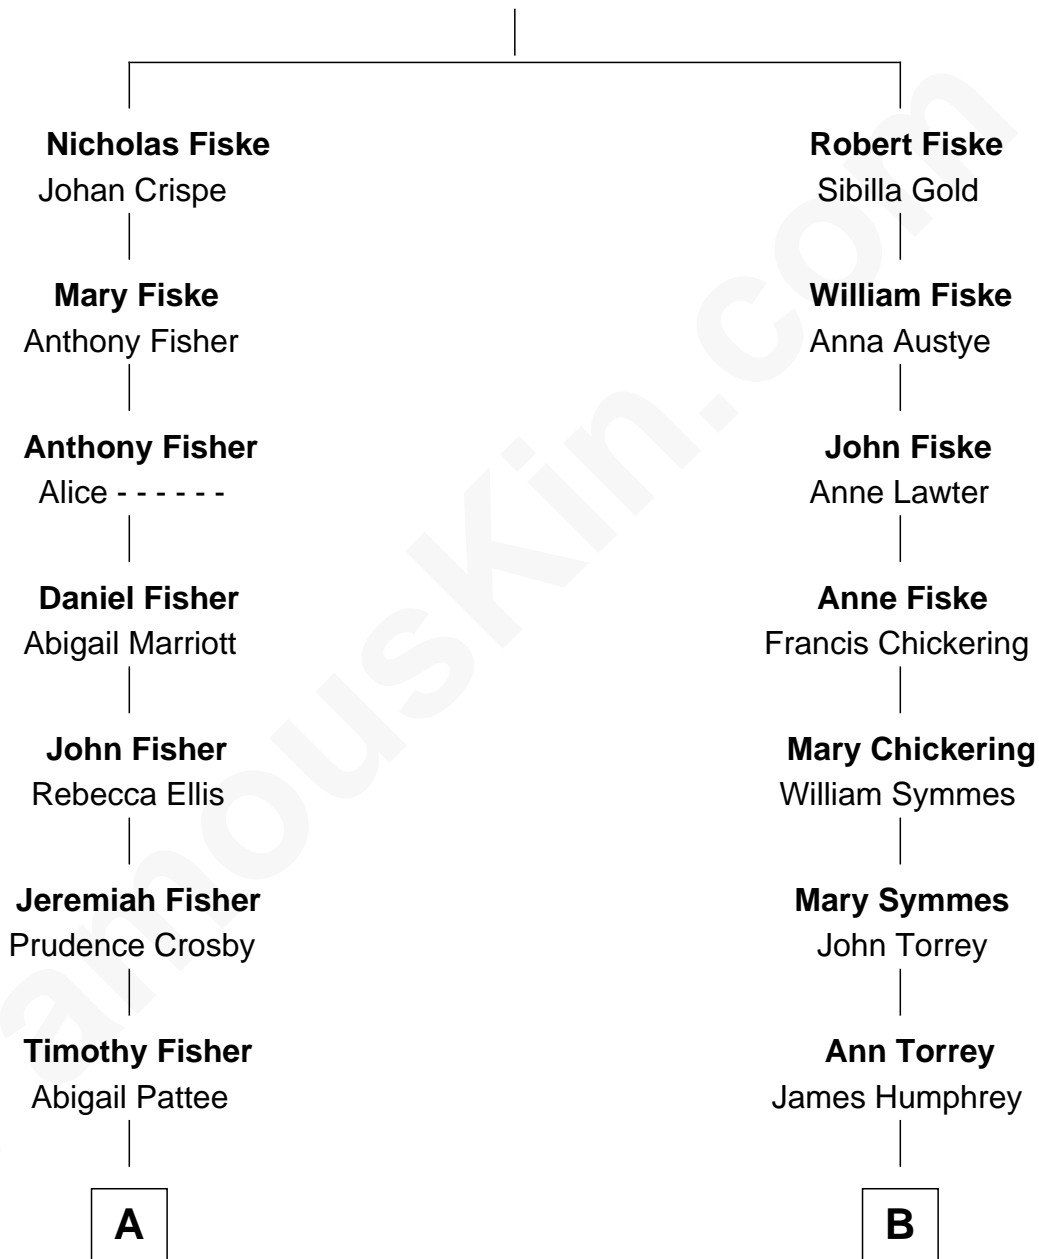 Nicholas Fiske
Johan Crispe
Mary Fiske
Anthony Fisher
Anthony Fisher
Alice - - - - - -
Daniel Fisher
Abigail Marriott
John Fisher
Rebecca Ellis
Jeremiah Fisher
Prudence Crosby
Timothy Fisher
Abigail Pattee
A
Robert Fiske
Sibilla Gold
William Fiske
Anna Austye
John Fiske
Anne Lawter
Anne Fiske
Francis Chickering
Mary Chickering
William Symmes
Mary Symmes
John Torrey
Ann Torrey
James Humphrey
B
amousKin.com